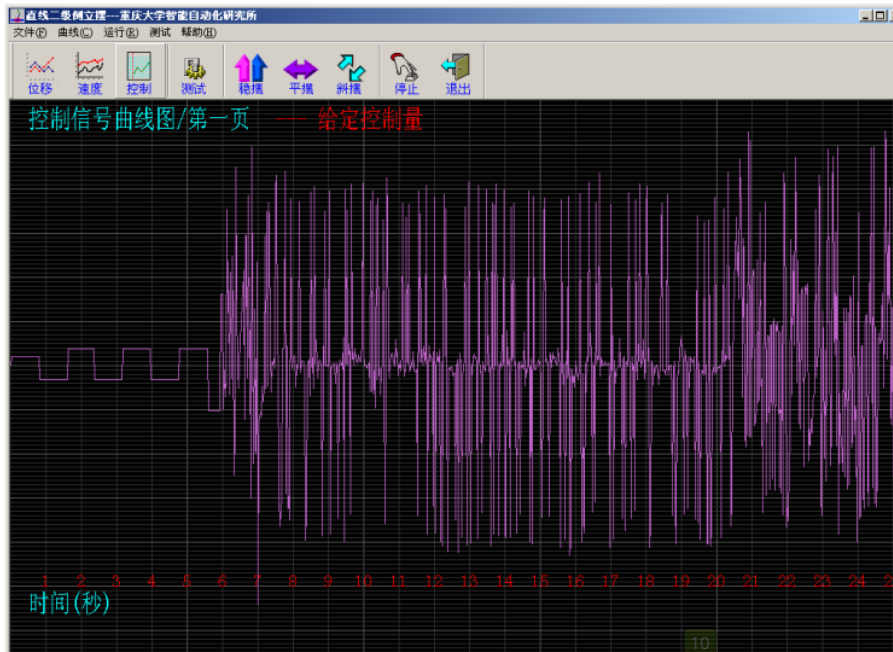 直线二级倒立摆---重庆大学智能自动化研究所
文件(F) 曲线(C) 运行(R) 测试 帮助(H)
位移 速度 控制 测试 稳摆 平摆 斜摆 停止 退出
控制信号曲线图/第一页 --- 给定控制量
1 2 3 4 5 6 7 8 9 10 11 12 13 14 15 16 17 18 19 20 21 22 23 24
时间(秒)
10